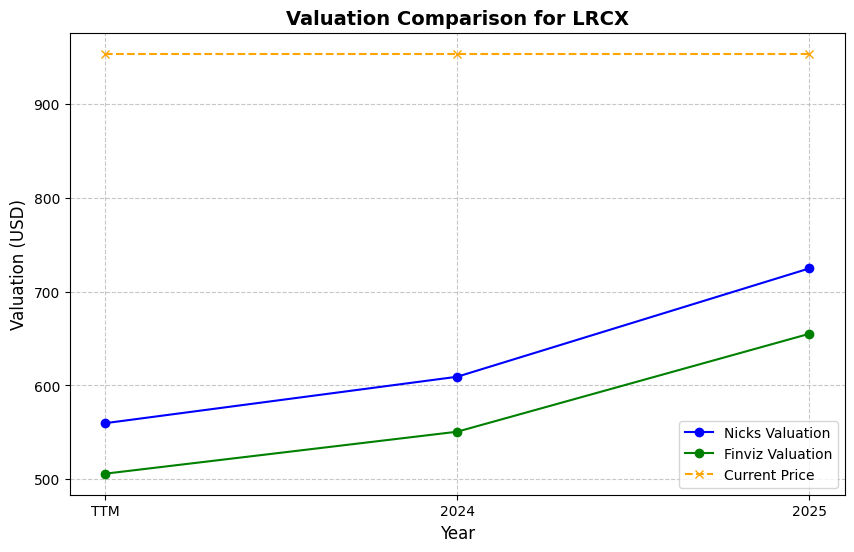 Valuation Comparison for LRCX
Valuation (USD)
900
800
700
600
500
TTM
2024
2025
Year
Nicks Valuation
Finviz Valuation
Current Price